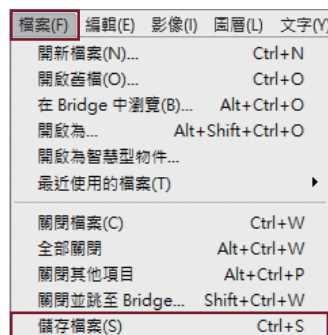 檔案(F) 編輯(E) 影像(I) 圖層(L) 文字(Y)
開新檔案(N)... Ctrl+N
開啟舊檔(O)... Ctrl+O
在 Bridge 中瀏覽(B)... Alt+Ctrl+O
開啟為... Alt+Shift+Ctrl+O
開啟為智慧型物件...
最近使用的檔案(T)
關閉檔案(C) Ctrl+W
全部關閉 Alt+Ctrl+W
關閉其他項目 Alt+Ctrl+P
關閉並跳至 Bridge... Shift+Ctrl+W
儲存檔案(S) Ctrl+S